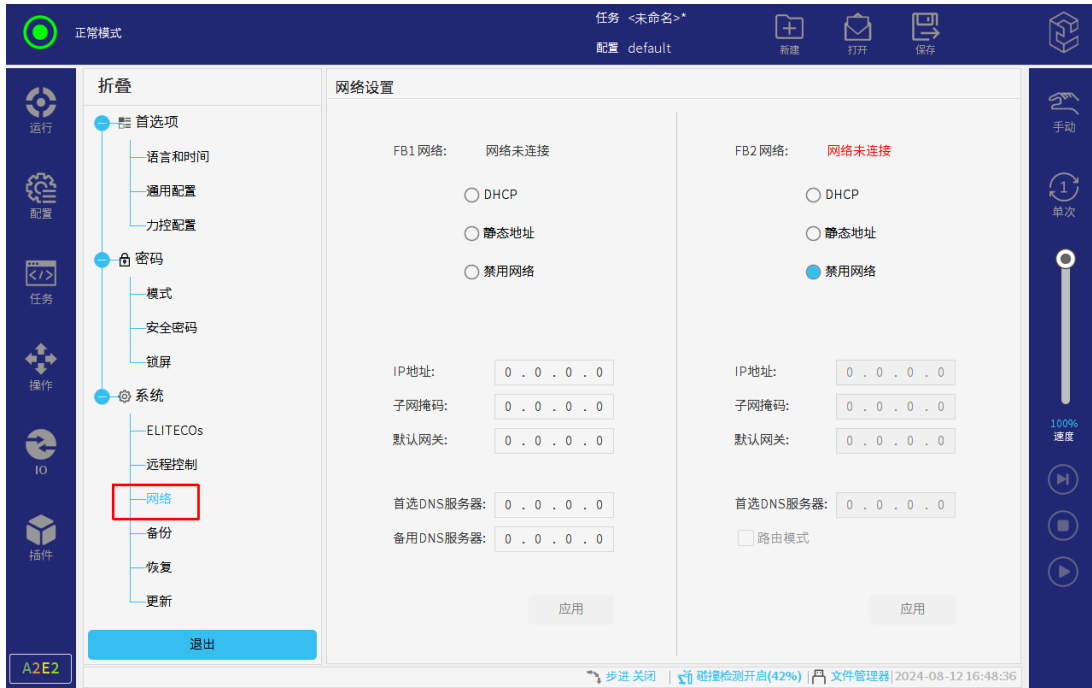 正常模式
任务 <未命名>*
配置 default
新建
打开
保存
运行
配置
任务
操作
IO
插件
A2E2
折叠
首选项
语言和时间
通用配置
力控配置
密码
模式
安全密码
锁屏
系统
ELITECOs
远程控制
网络
备份
恢复
更新
退出
网络设置
FB1网络: 网络未连接
DHCP
静态地址
禁用网络
IP地址: 0 . 0 . 0 . 0
子网掩码: 0 . 0 . 0 . 0
默认网关: 0 . 0 . 0 . 0
首选DNS服务器: 0 . 0 . 0 . 0
备用DNS服务器: 0 . 0 . 0 . 0
应用
FB2网络: 网络未连接
DHCP
静态地址
禁用网络
IP地址: 0 . 0 . 0 . 0
子网掩码: 0 . 0 . 0 . 0
默认网关: 0 . 0 . 0 . 0
首选DNS服务器: 0 . 0 . 0 . 0
路由模式
应用
手动
1
单次
100%
速度
步进 关闭 | 碰撞检测开启(42%) | 文件管理器 | 2024-08-12 16:48:36